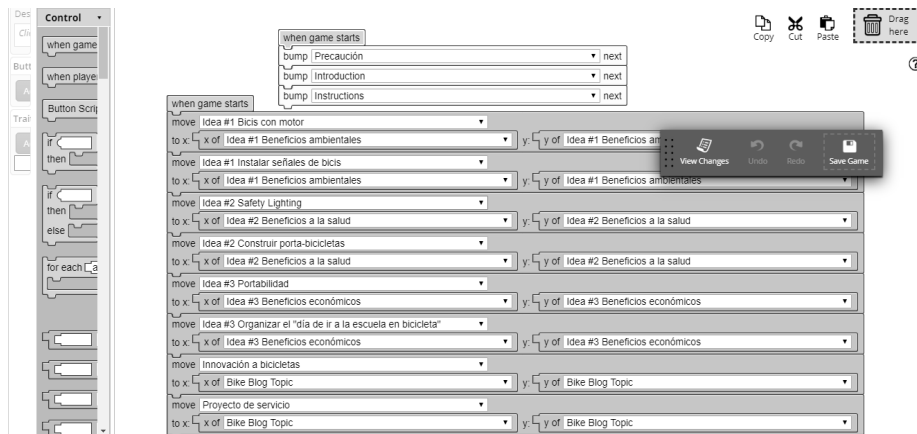 Des
Control ▾
Copy
Cut
Paste
Drag here
when game
when game starts
bump Precaución ▾ next
Butt
when playe
bump Introduction ▾ next
bump Instructions ▾ next
Button Scrip
when game starts
Trai
move Idea #1 Bicis con motor ▾
if
then
to x: x of Idea #1 Beneficios ambientales ▾ y: y of Idea #1 Beneficios am
View Changes
Undo
Redo
Save Game
move Idea #1 Instalar señales de bicis ▾
to x: x of Idea #1 Beneficios ambientales ▾ y: y of Idea #1 Beneficios ambientales ▾
if
then
else
move Idea #2 Safety Lighting ▾
to x: x of Idea #2 Beneficios a la salud ▾ y: y of Idea #2 Beneficios a la salud ▾
move Idea #2 Construir porta-bicicletas ▾
to x: x of Idea #2 Beneficios a la salud ▾ y: y of Idea #2 Beneficios a la salud ▾
for each a
move Idea #3 Portabilidad ▾
to x: x of Idea #3 Beneficios económicos ▾ y: y of Idea #3 Beneficios económicos ▾
move Idea #3 Organizar el "día de ir a la escuela en bicicleta" ▾
to x: x of Idea #3 Beneficios económicos ▾ y: y of Idea #3 Beneficios económicos ▾
move Innovación a bicicletas ▾
to x: x of Bike Blog Topic ▾ y: y of Bike Blog Topic ▾
move Proyecto de servicio ▾
to x: x of Bike Blog Topic ▾ y: y of Bike Blog Topic ▾